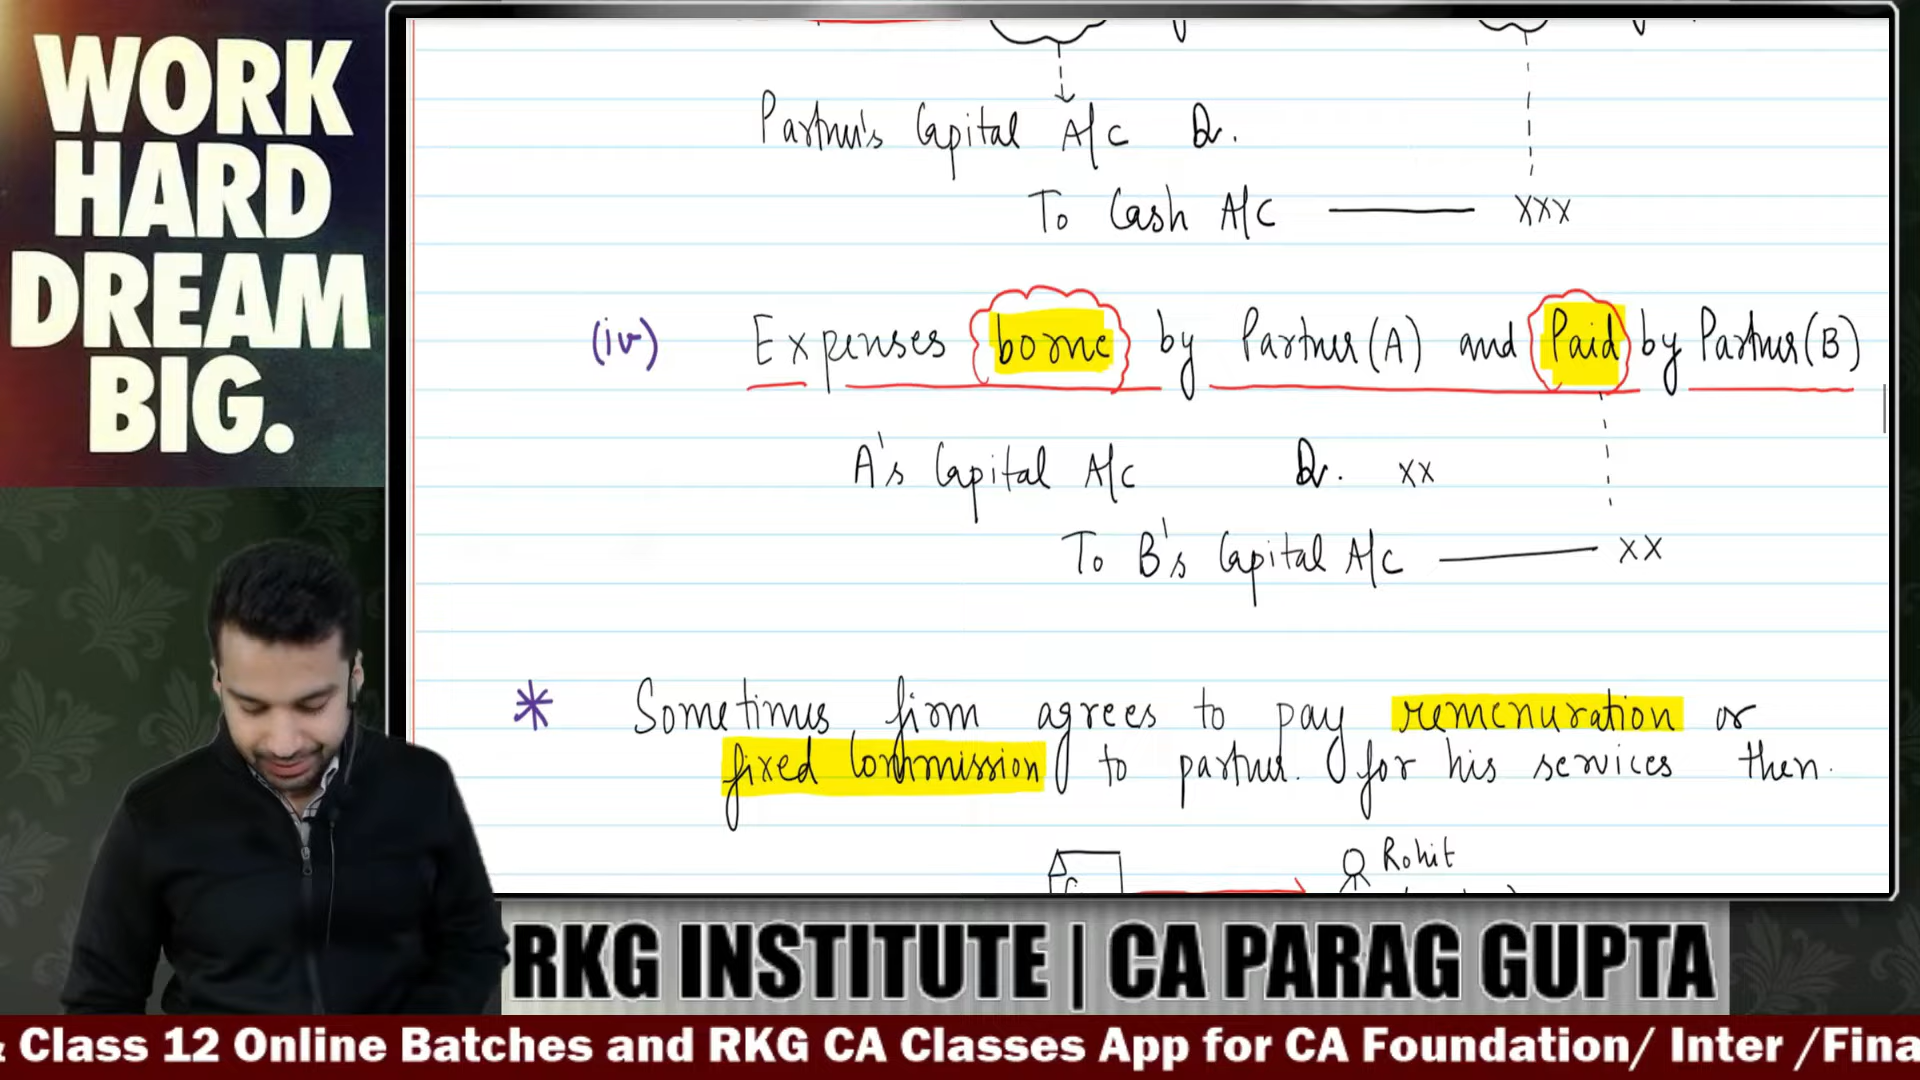 WORK
HARD
DREAM
BIG.
Partner's Capital A/c Dr.
To Cash A/c xxx
(iv) Expenses borne by Partner(A) and Paid by Partner(B)
A's Capital A/c Dr. xx
To B's Capital A/c xx
* Sometimes firm agrees to pay remenuration or
fixed Commission to partner. for his services then.
Rohit
RKG INSTITUTE | CA PARAG GUPTA
Class 12 Online Batches and RKG CA Classes App for CA Foundation/ Inter /Fina